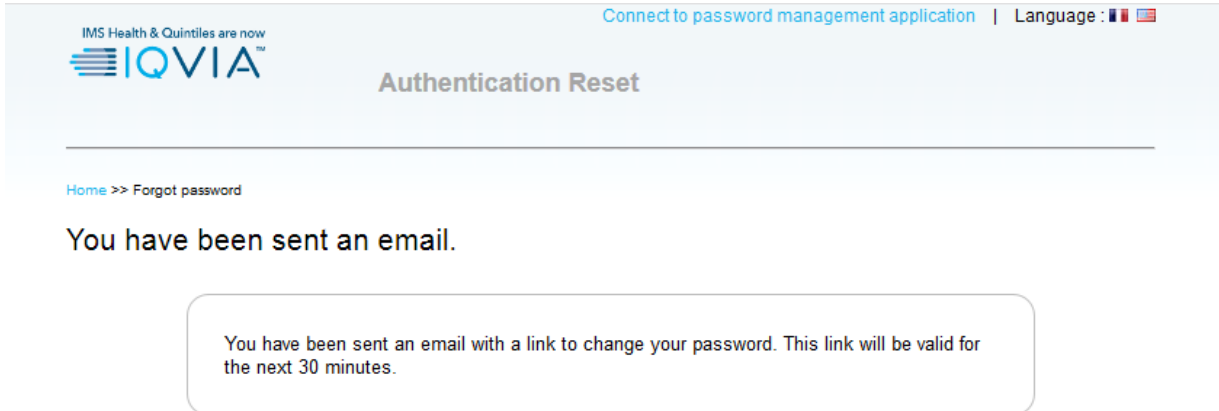 Connect to password management application | Language :
IMS Health & Quintiles are now
IQVIA™
Authentication Reset
Home >> Forgot password
You have been sent an email.
You have been sent an email with a link to change your password. This link will be valid for
the next 30 minutes.